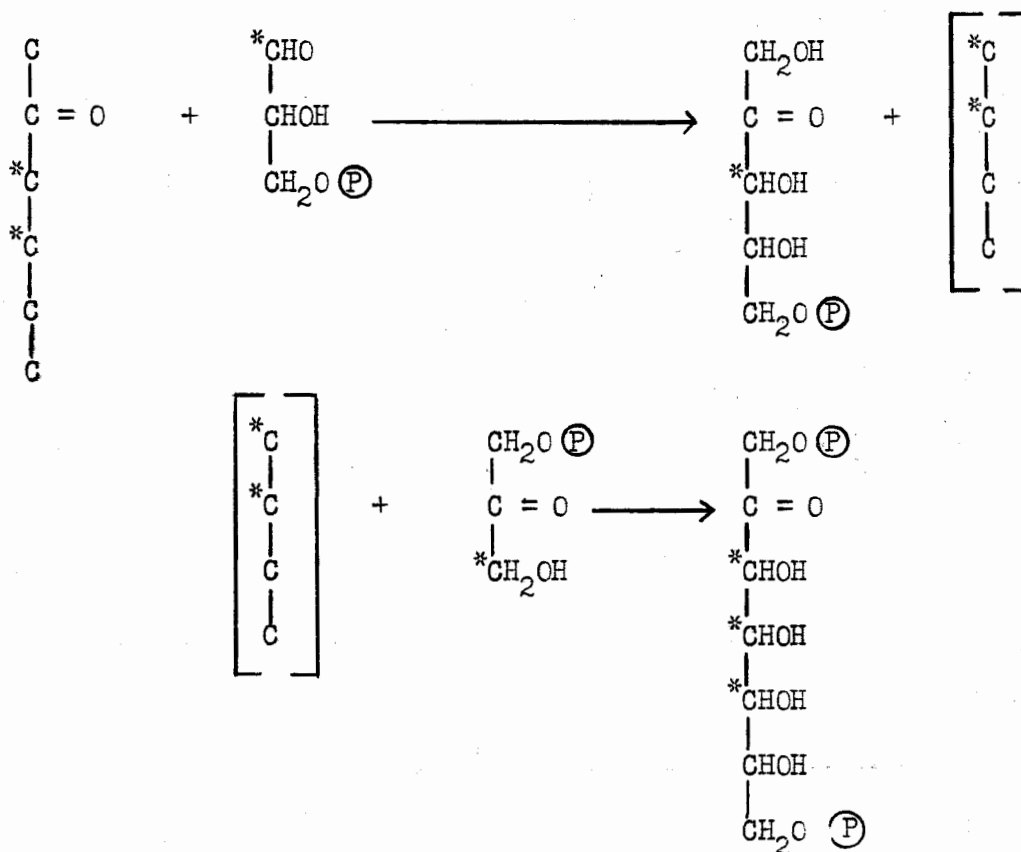 C *CHO CH₂OH *C
C = O + CHOH C = O + *C
*C CH₂O Ⓟ *CHOH C
*C CHOH C
C CH₂O Ⓟ
C
*C CH₂O Ⓟ CH₂O Ⓟ
*C + C = O C = O
C *CH₂OH *CHOH
C *CHOH
*CHOH
CHOH
CH₂O Ⓟ